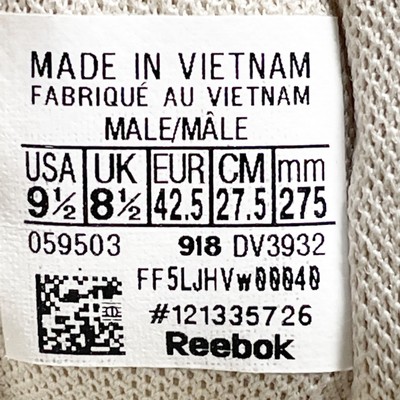 MADE IN VIETNAM
FABRIQUÉ AU VIETNAM
MALE/MÂLE
USA UK EUR CM mm
9½ 8½ 42.5 27.5 275
059503 918 DV3932
FF5LJHVw00040
#121335726
Reebok